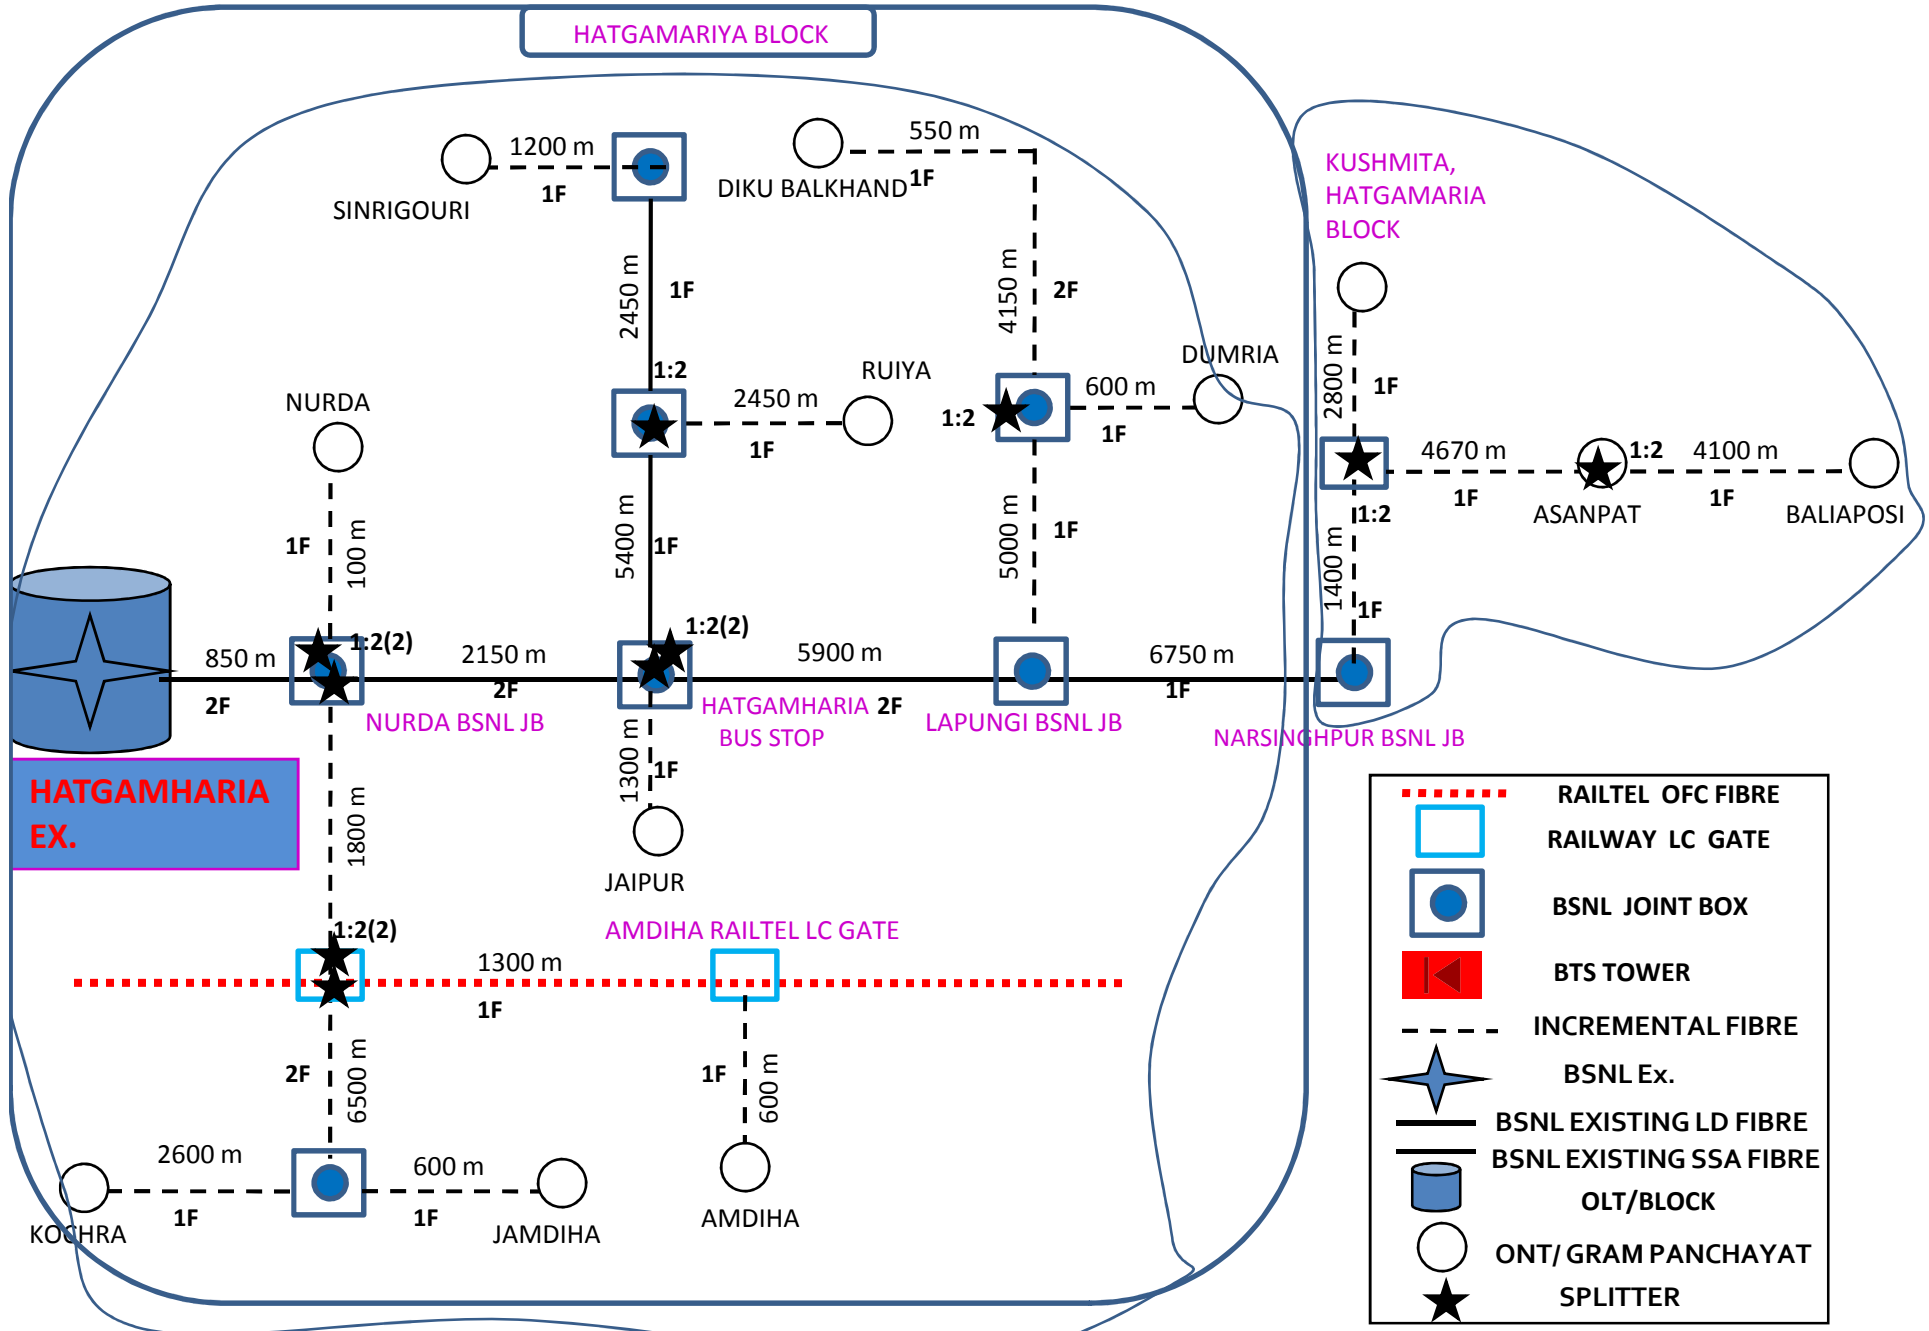 HATGAMARIYA BLOCK
1200 m
1F
SINRIGOURI
550 m
DIKU BALKHAND
1F
KUSHMITA,
HATGAMARIA
BLOCK
2450 m
1F
4150 m
2F
1:2
RUIYA
2450 m
1F
DUMRIA
1:2
600 m
1F
2800 m
1F
NURDA
1F
100 m
5400 m
1F
5000 m
1F
4670 m
1F
1:2
ASANPAT
4100 m
1F
BALIAPOSI
1:2
1400 m
1F
850 m
2F
1:2(2)
2150 m
2F
1:2(2)
5900 m
2F
6750 m
1F
NURDA BSNL JB
HATGAMHARIA
BUS STOP
LAPUNGI BSNL JB
NARSINGHPUR BSNL JB
HATGAMHARIA
EX.
1800 m
1300 m
1F
JAIPUR
1:2(2)
AMDIHA RAILTEL LC GATE
1300 m
1F
2F
6500 m
1F
600 m
2600 m
1F
KOCHRA
600 m
1F
JAMDIHA
AMDIHA
RAILTEL OFC FIBRE
RAILWAY LC GATE
BSNL JOINT BOX
BTS TOWER
INCREMENTAL FIBRE
BSNL Ex.
BSNL EXISTING LD FIBRE
BSNL EXISTING SSA FIBRE
OLT/BLOCK
ONT/ GRAM PANCHAYAT
SPLITTER